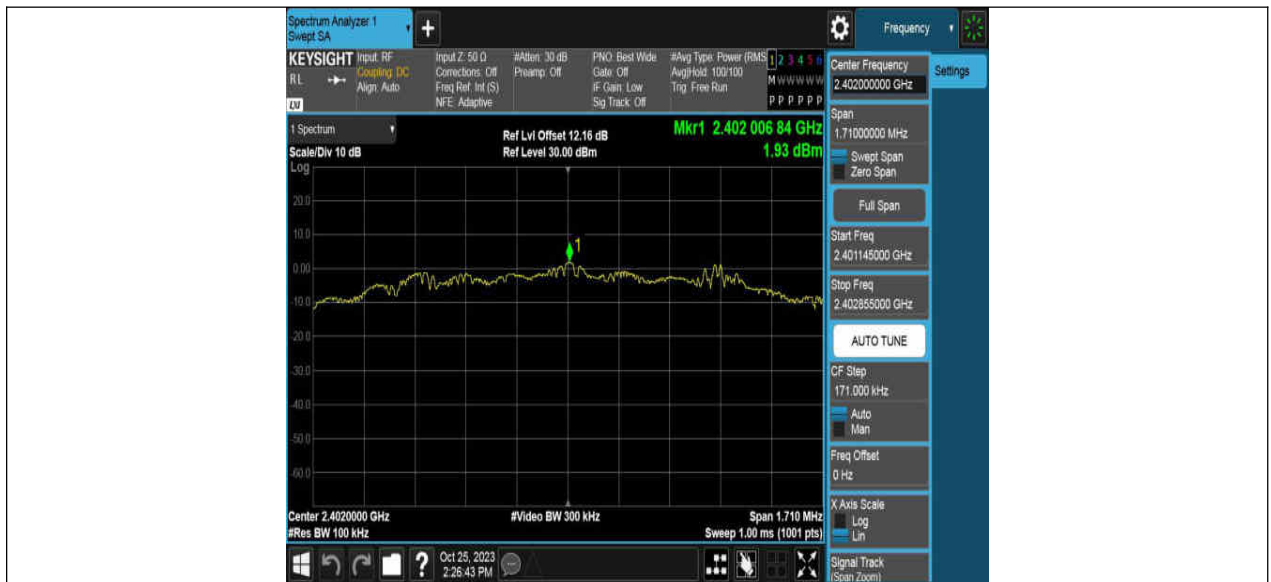 Spectrum Analyzer 1
Swept SA
+
Frequency
KEYSIGHT
RL
LXI
Input: RF
Coupling: DC
Align: Auto
Input Z: 50 Ω
Corrections: Off
Freq Ref: Int (S)
NFE: Adaptive
#Atten: 30 dB
Preamp: Off
PNO: Best Wide
Gate: Off
IF Gain: Low
Sig Track: Off
#Avg Type: Power (RMS
Avg|Hold: 100/100
Trig: Free Run
1 2 3 4 5 6
M W W W W W
P P P P P P
Center Frequency
2.402000000 GHz
Settings
Span
1.71000000 MHz
Swept Span
Zero Span
Full Span
Start Freq
2.401145000 GHz
Stop Freq
2.402855000 GHz
AUTO TUNE
CF Step
171.000 kHz
Auto
Man
Freq Offset
0 Hz
X Axis Scale
Log
Lin
Signal Track
(Span Zoom)
1 Spectrum
Scale/Div 10 dB
Ref Lvl Offset 12.16 dB
Ref Level 30.00 dBm
Mkr1 2.402 006 84 GHz
1.93 dBm
Log
20.0
10.0
0.00
-10.0
-20.0
-30.0
-40.0
-50.0
-60.0
1
Center 2.4020000 GHz
#Res BW 100 kHz
#Video BW 300 kHz
Span 1.710 MHz
Sweep 1.00 ms (1001 pts)
?
Oct 25, 2023
2:26:43 PM